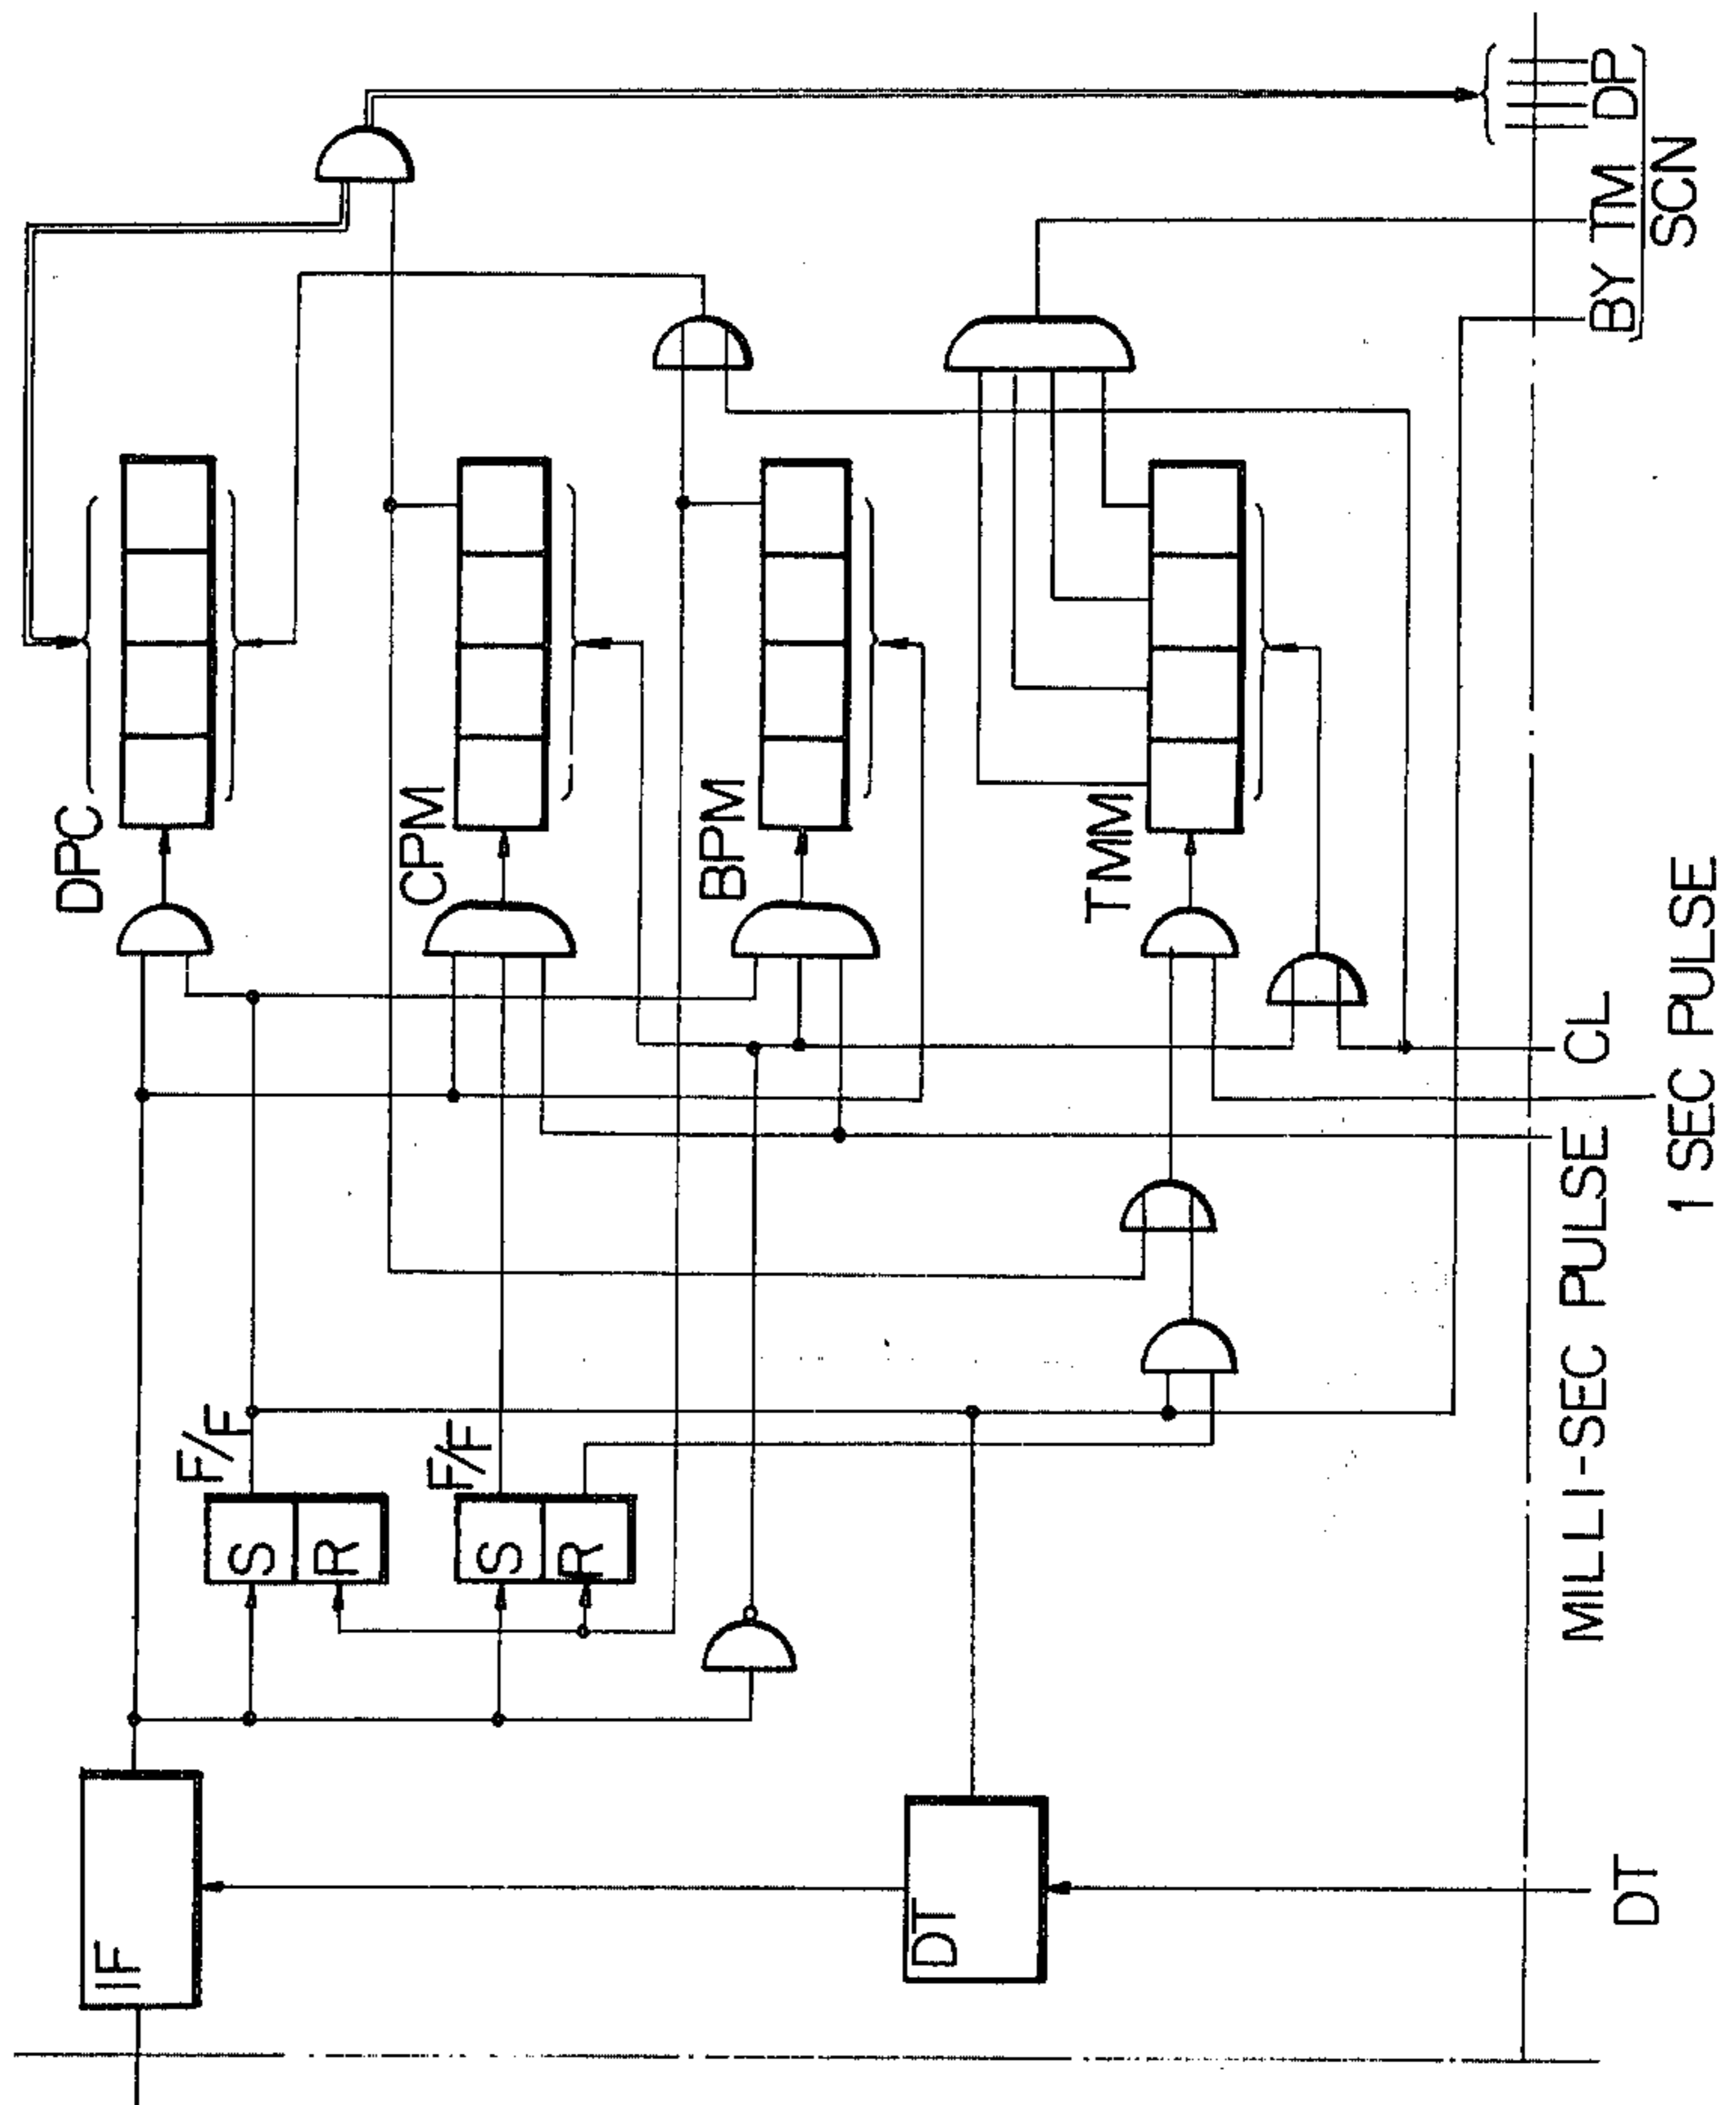 IF
F/F
S
R
F/F
S
R
DT
DPC
CPM
BPM
TMM
DT
MILLI-SEC PULSE
1 SEC PULSE
CL
BY TM DP
SCN